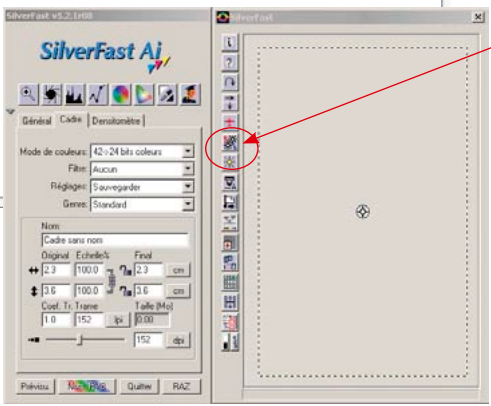 SilverFast v5.2.1r08
SilverFast
SilverFast Ai
Général Cadre Densitomètre
Mode de couleurs: 42->24 bits coleurs
Filtre: Aucun
Réglages: Sauvegarder
Genre: Standard
Nom:
Cadre sans nom
Original Echelle% Final
2.3 100.0 2.3 cm
3.6 100.0 3.6 cm
Coef. Tr. Trame Taille (Mo)
1.0 152 lpi 0.00
152 dpi
Prévisu Quitter RAZ